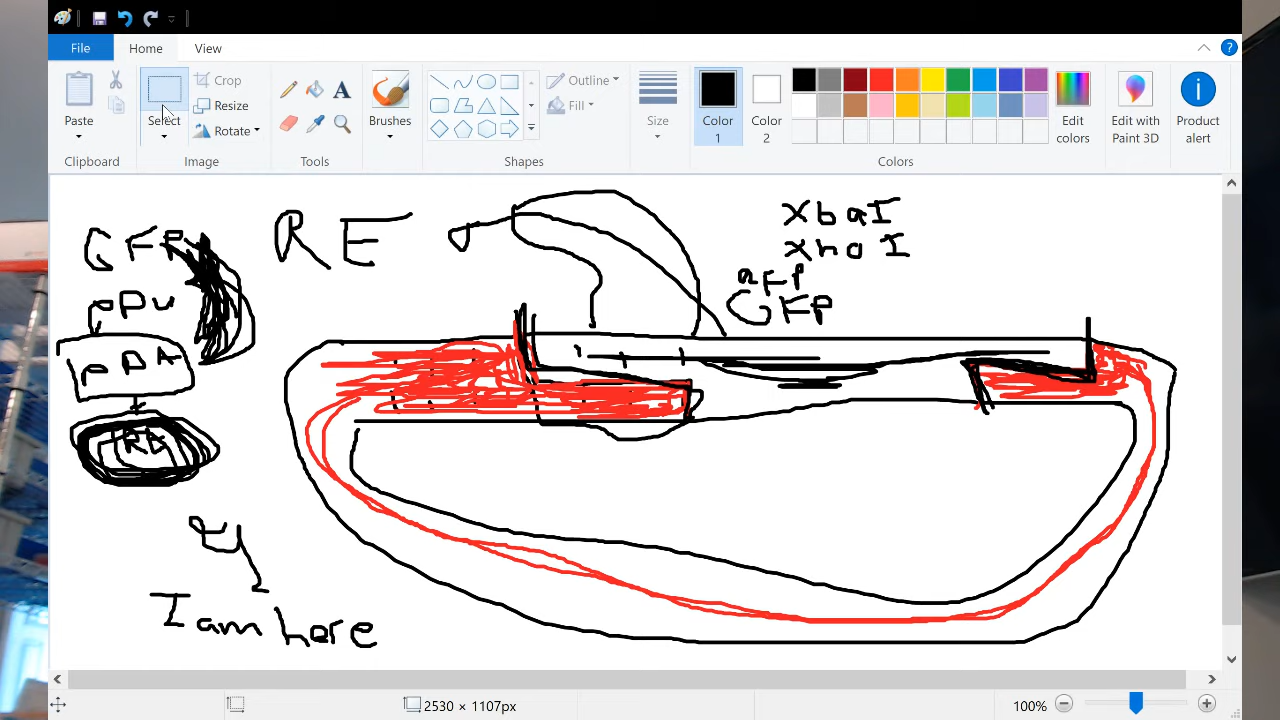 File Home View
Paste
Clipboard
Select
Crop
Resize
Rotate
Image
Tools
Brushes
Shapes
Outline
Fill
Size
Color 1
Color 2
Colors
Edit colors
Edit with Paint 3D
Product alert
RE
XbaI
XhoI
GFP
GFP
pDA
RE
I am here
2530 × 1107px
100%